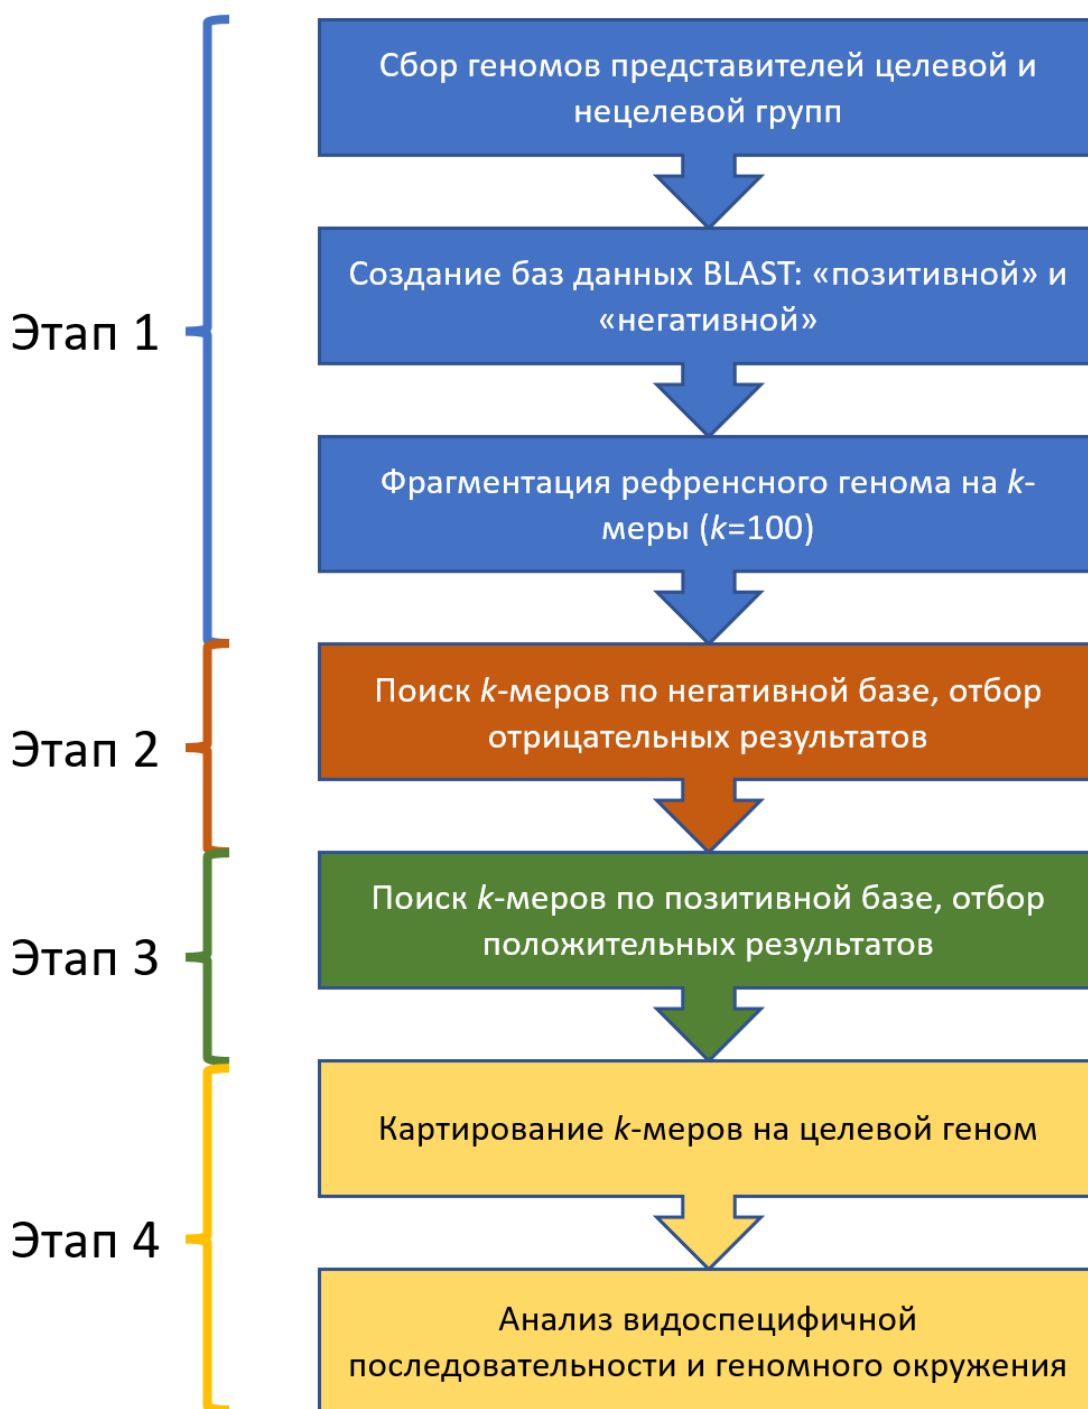 Сбор геномов представителей целевой и
нецелевой групп
Создание баз данных BLAST: «позитивной» и
«негативной»
Этап 1
Фрагментация рефренсного генома на k-
меры (k=100)
Поиск k-меров по негативной базе, отбор
отрицательных результатов
Этап 2
Поиск k-меров по позитивной базе, отбор
положительных результатов
Этап 3
Картирование k-меров на целевой геном
Этап 4
Анализ видоспецифичной
последовательности и геномного окружения